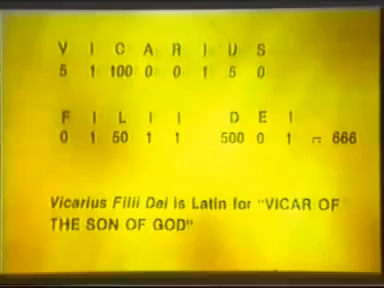 V I C A R I U S
5 1 100 0 0 1 5 0
F I L I I D E I
0 1 50 1 1 500 0 1 = 666
Vicarius Filii Dei is Latin for "VICAR OF
THE SON OF GOD"